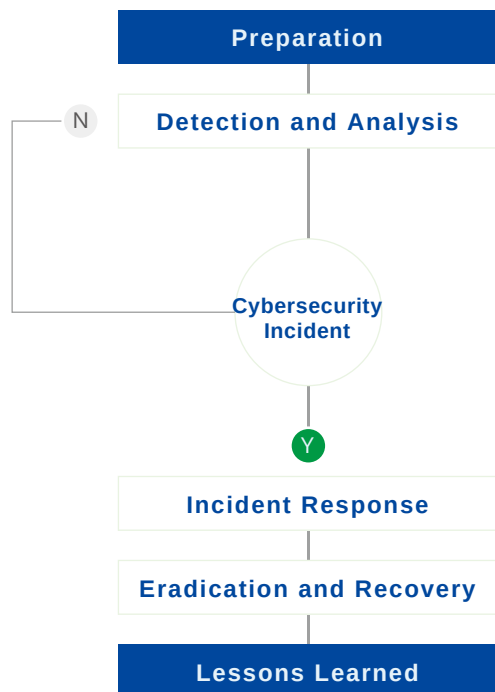 Preparation
N
Detection and Analysis
Cybersecurity
Incident
Y
Incident Response
Eradication and Recovery
Lessons Learned